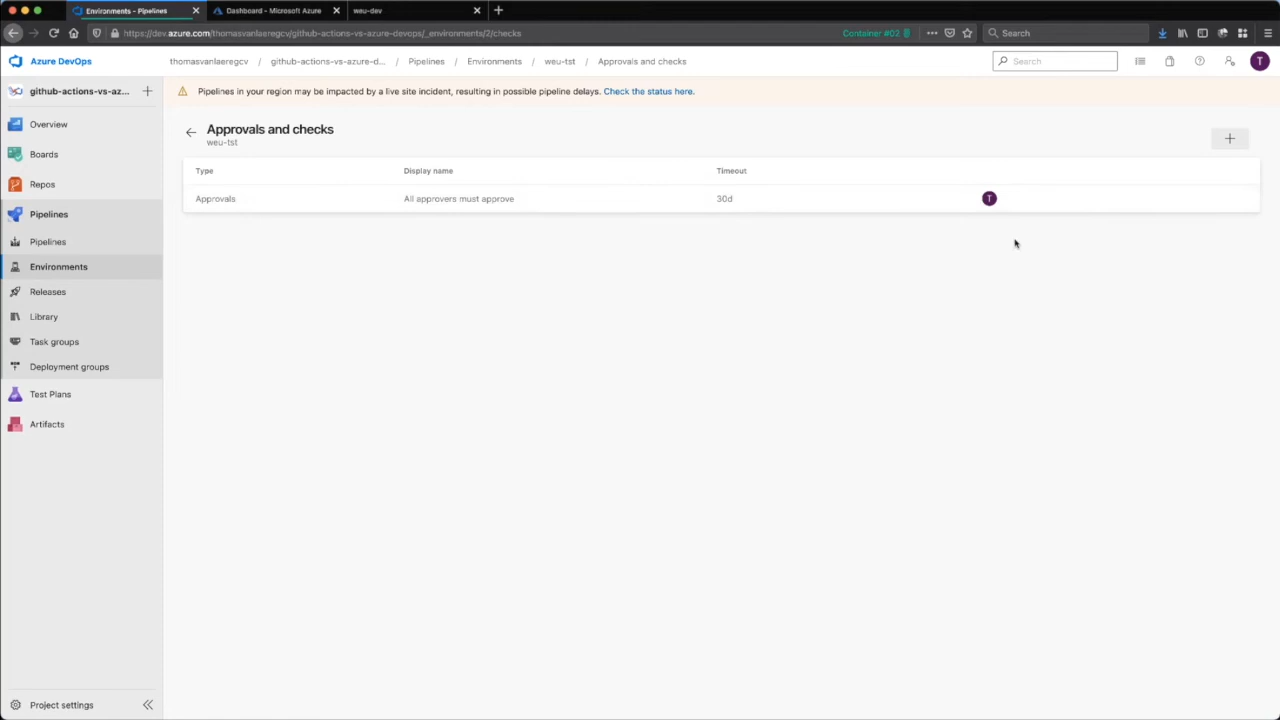 Environments - Pipelines
Dashboard - Microsoft Azure
weu-dev
https://dev.azure.com/thomasvanlaeregcv/github-actions-vs-azure-devops/_environments/2/checks
Container #02
Search
Azure DevOps
thomasvanlaeregcv / github-actions-vs-azure-d... / Pipelines / Environments / weu-tst / Approvals and checks
Search
T
github-actions-vs-az...
Pipelines in your region may be impacted by a live site incident, resulting in possible pipeline delays. Check the status here.
Overview
Boards
Repos
Pipelines
Pipelines
Environments
Releases
Library
Task groups
Deployment groups
Test Plans
Artifacts
Project settings
Approvals and checks
weu-tst
Type Display name Timeout
Approvals All approvers must approve 30d T